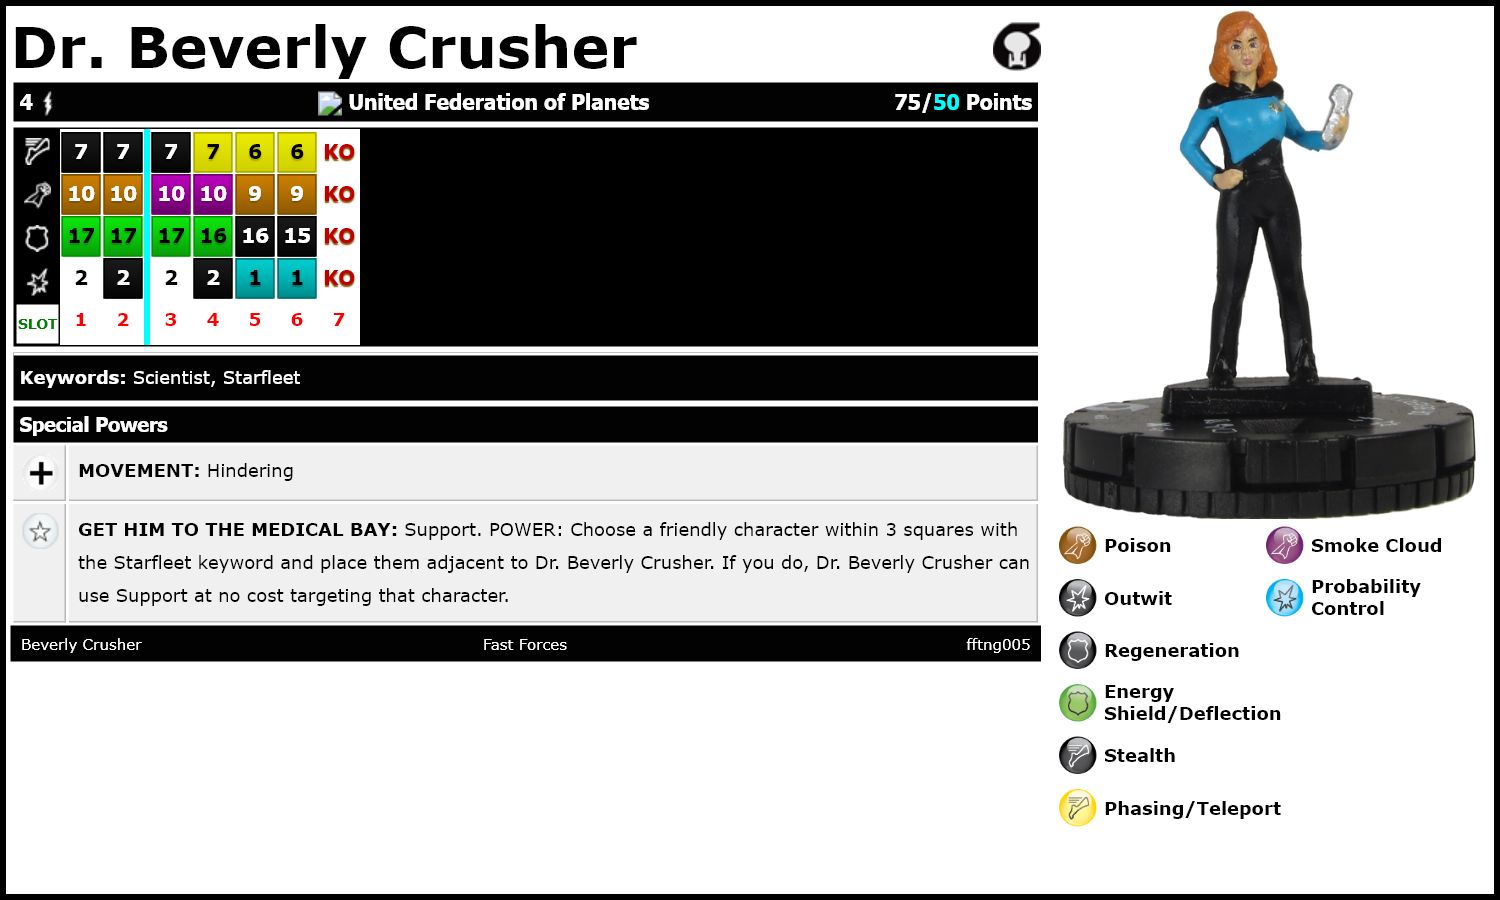 Dr. Beverly Crusher
4 United Federation of Planets 75/50 Points
7 7 7 7 6 6 KO
10 10 10 10 9 9 KO
17 17 17 16 16 15 KO
2 2 2 2 1 1 KO
SLOT 1 2 3 4 5 6 7
Keywords: Scientist, Starfleet
Special Powers
MOVEMENT: Hindering
GET HIM TO THE MEDICAL BAY: Support. POWER: Choose a friendly character within 3 squares with
the Starfleet keyword and place them adjacent to Dr. Beverly Crusher. If you do, Dr. Beverly Crusher can
use Support at no cost targeting that character.
Beverly Crusher Fast Forces fftng005
Poison Smoke Cloud
Outwit Probability
Control
Regeneration
Energy
Shield/Deflection
Stealth
Phasing/Teleport